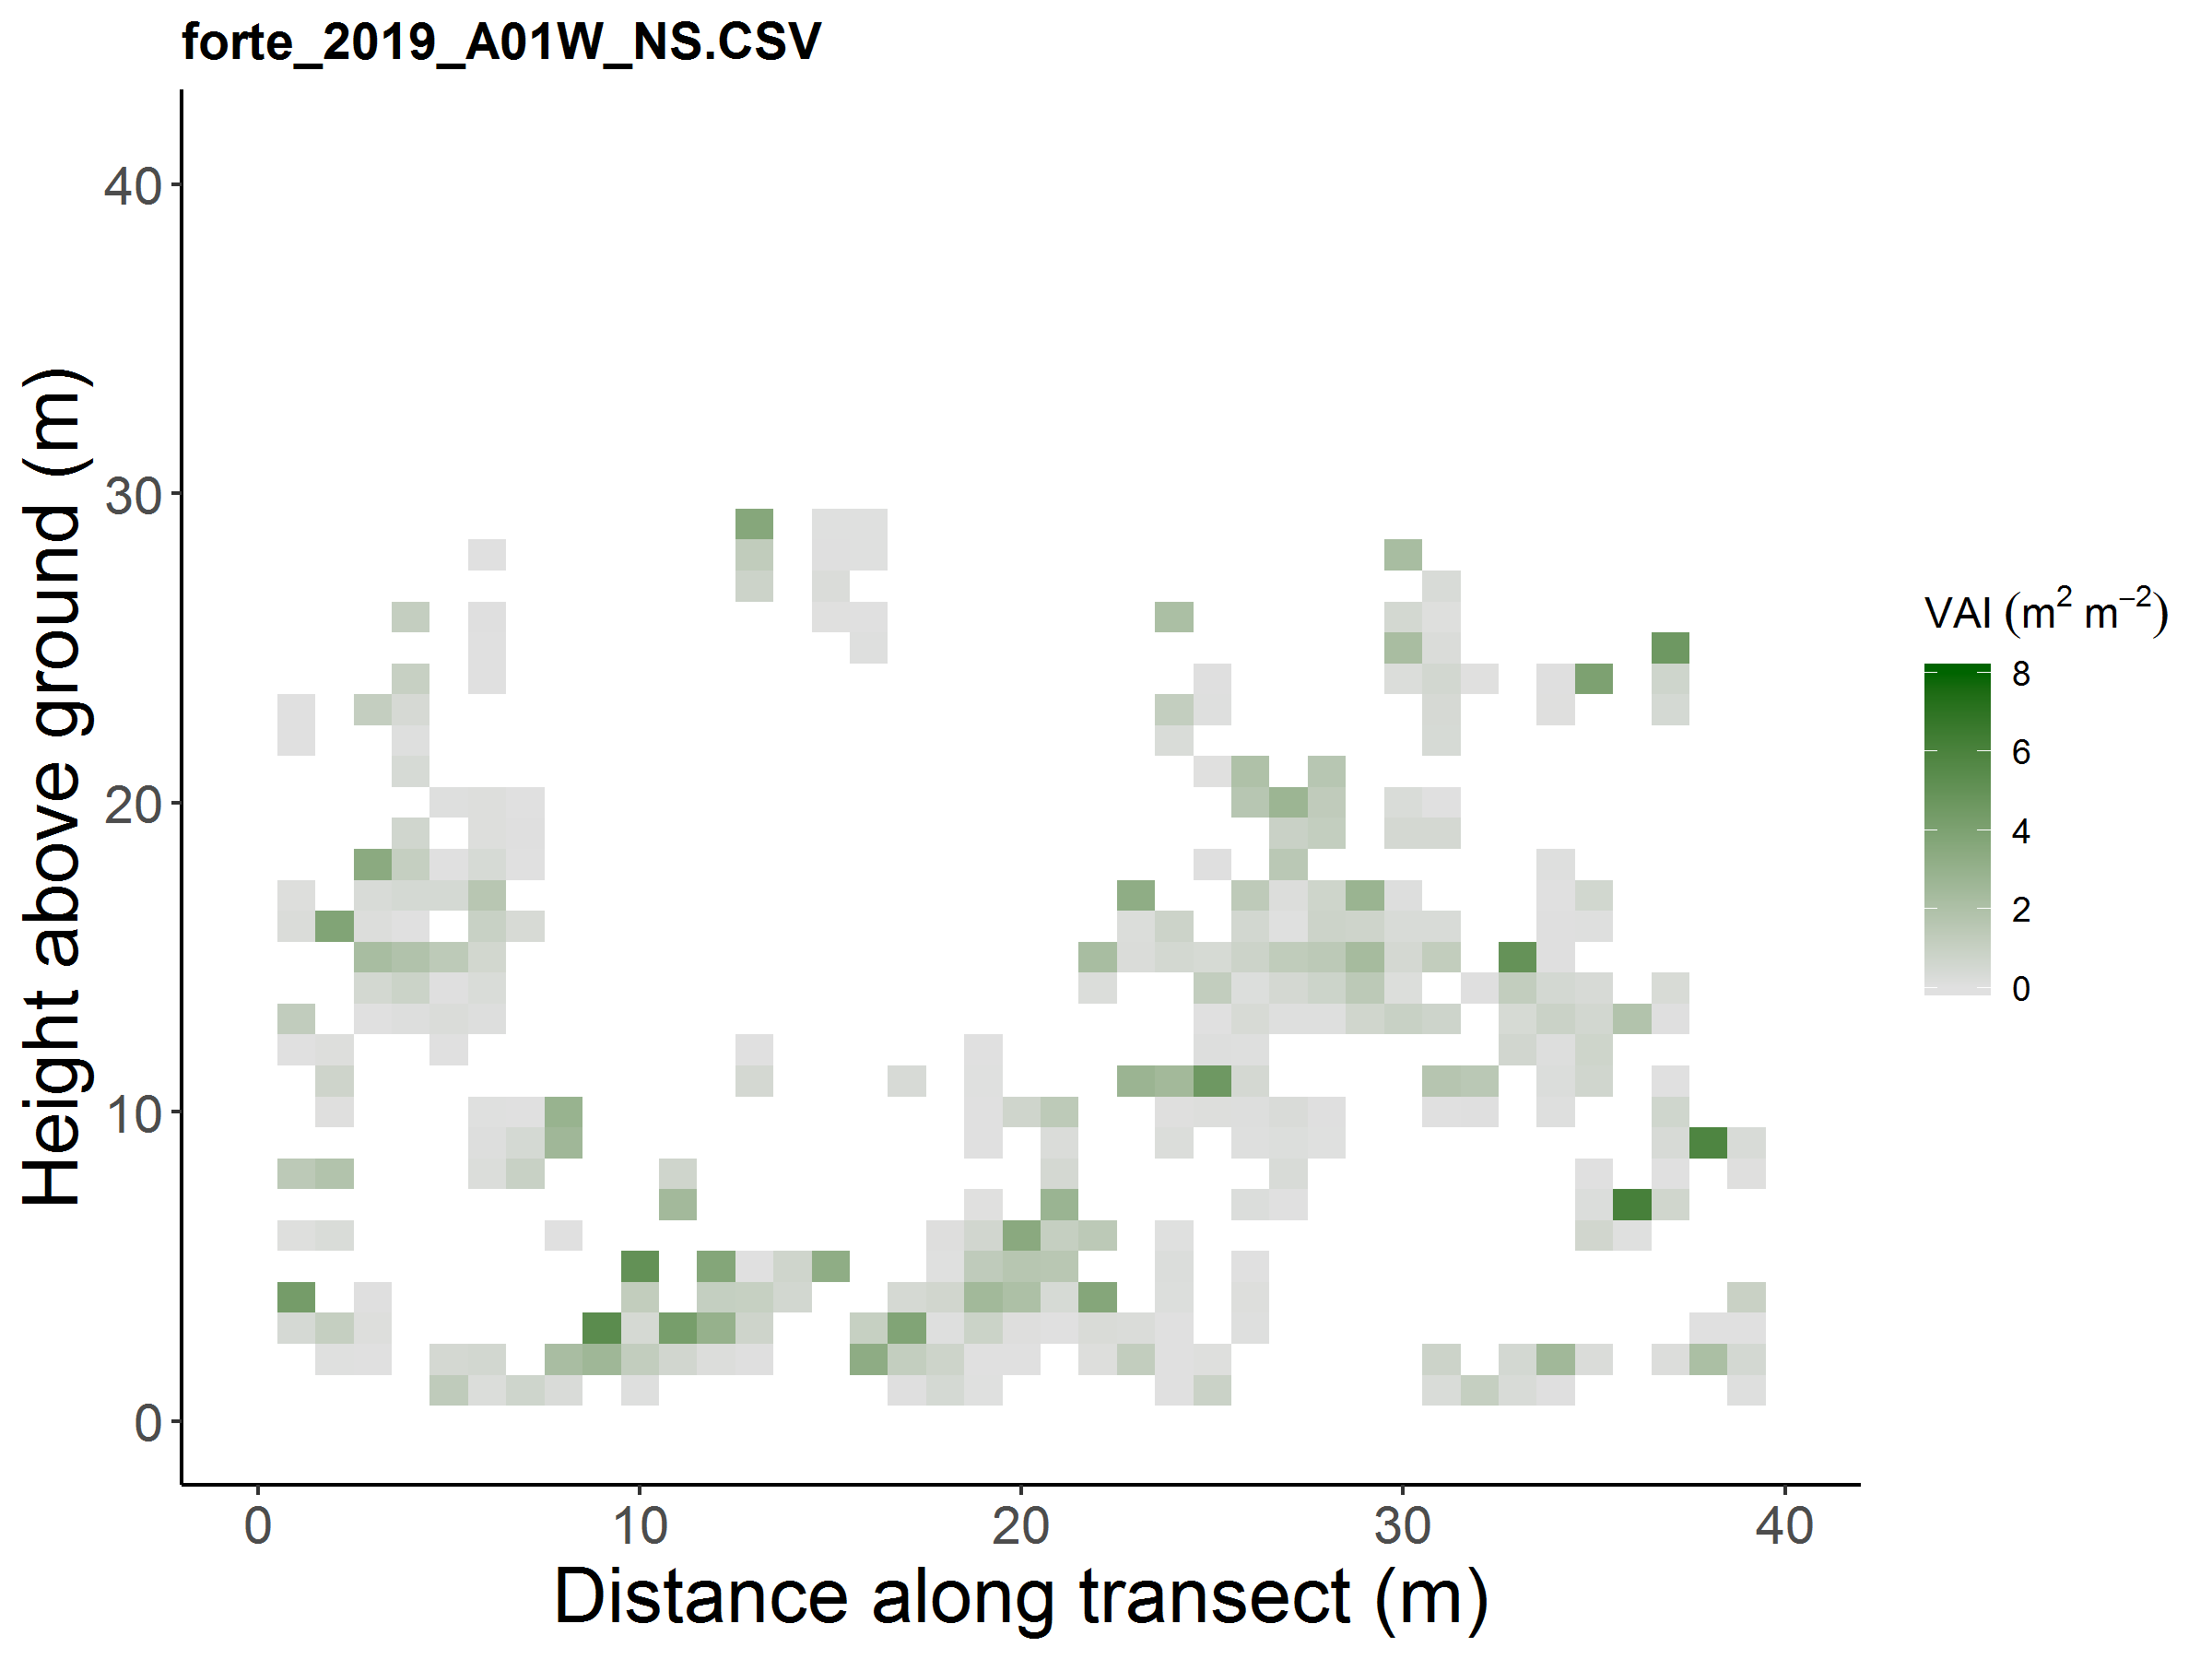 forte_2019_A01W_NS.CSV
Height above ground (m)
40
30
20
10
0
0 10 20 30 40
Distance along transect (m)
VAI (m² m⁻²)
8
6
4
2
0